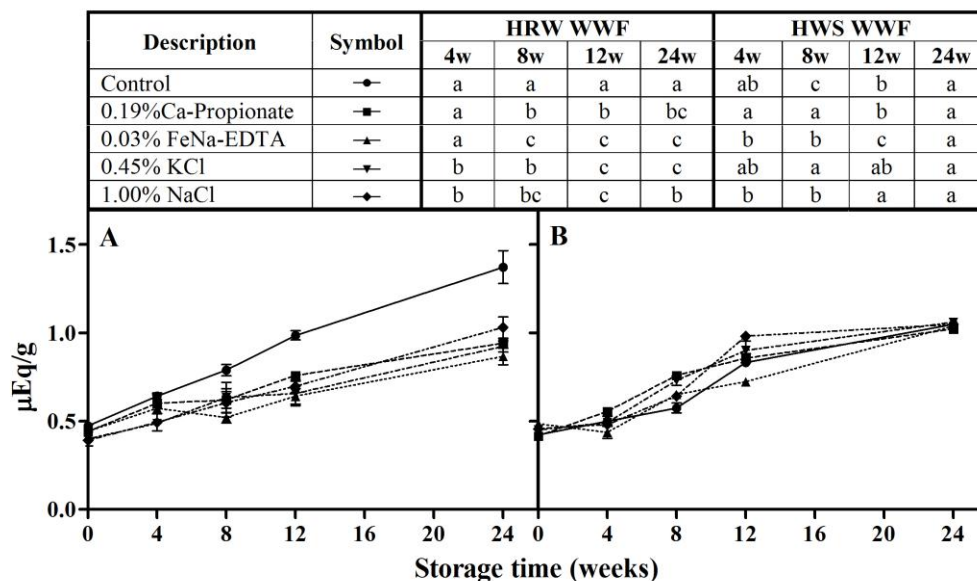 Description Symbol HRW WWF HWS WWF
4w 8w 12w 24w 4w 8w 12w 24w
Control a a a a ab c b a
0.19%Ca-Propionate a b b bc a a b a
0.03% FeNa-EDTA a c c c b b c a
0.45% KCl b b c c ab a ab a
1.00% NaCl b bc c b b b a a
A B
1.5
1.0
0.5
0.0
µEq/g
0 4 8 12 16 20 24 0 4 8 12 16 20 24
Storage time (weeks)